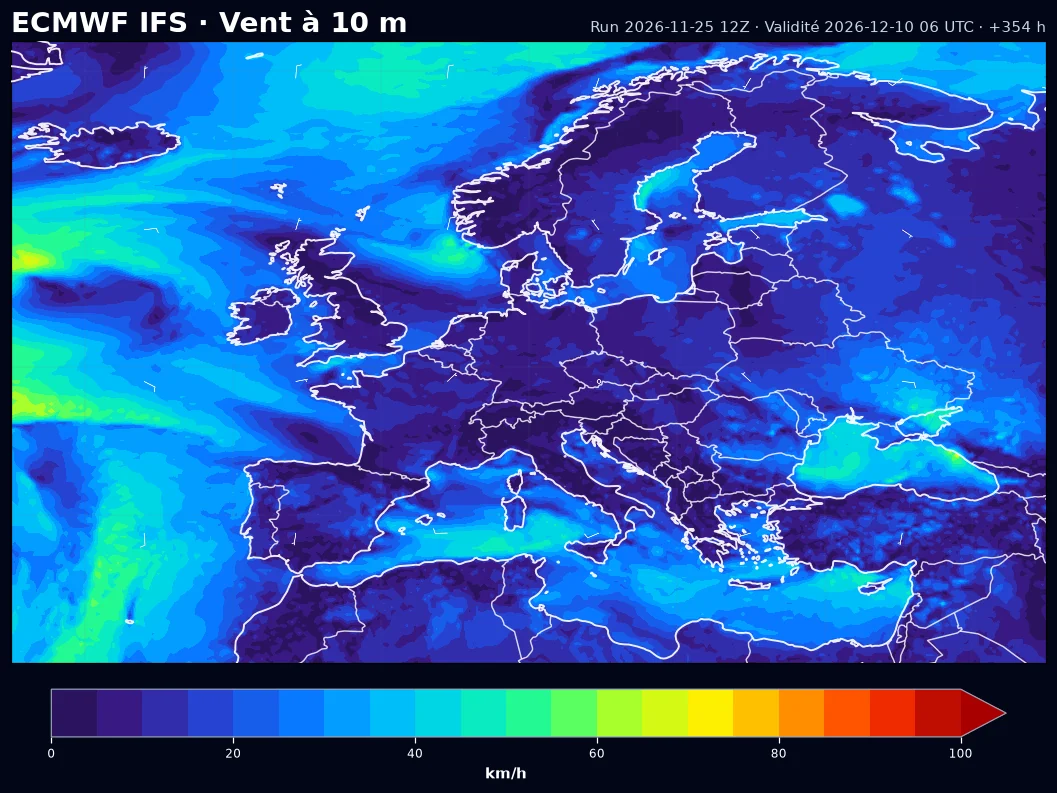 ECMWF IFS · Vent à 10 m
Run 2026-11-25 12Z · Validité 2026-12-10 06 UTC · +354 h
0 20 40 60 80 100
km/h